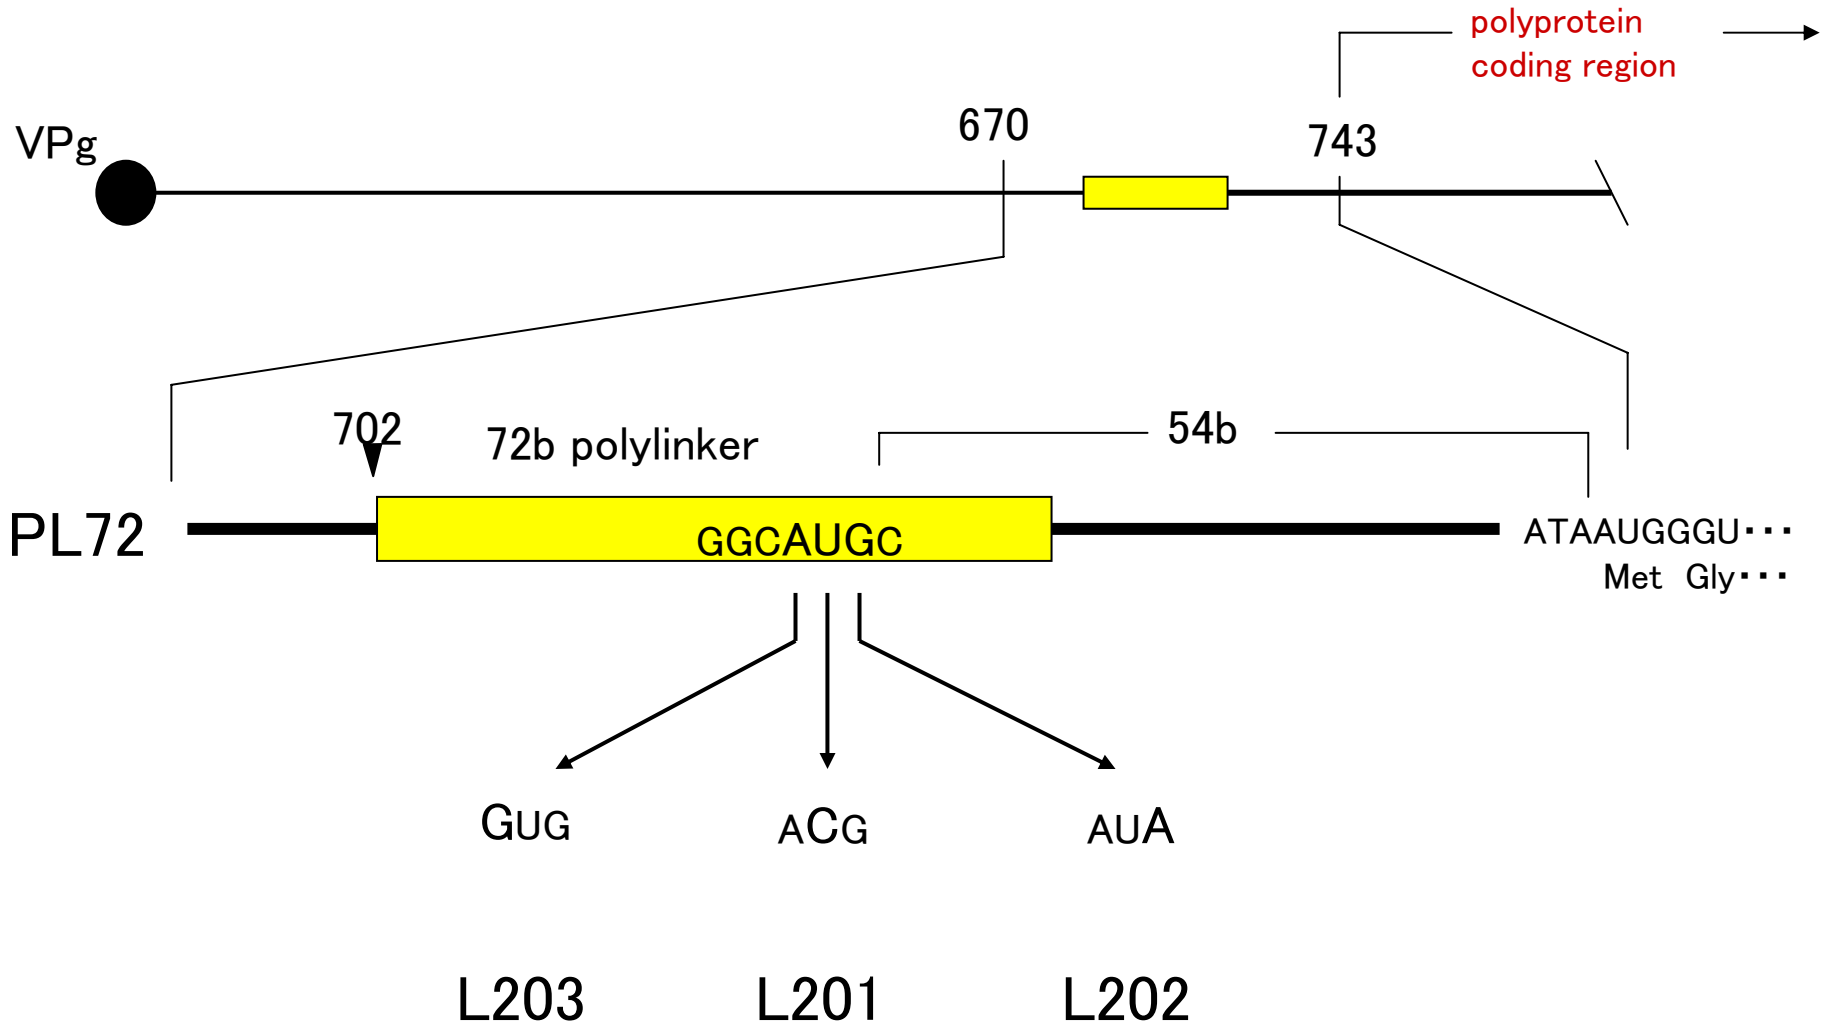 polyprotein
coding region
VPg
670
743
702
72b polylinker
54b
PL72
GGCAUGC
ATAAUGGGU･･･
Met Gly･･･
GUG
ACG
AUA
L203
L201
L202